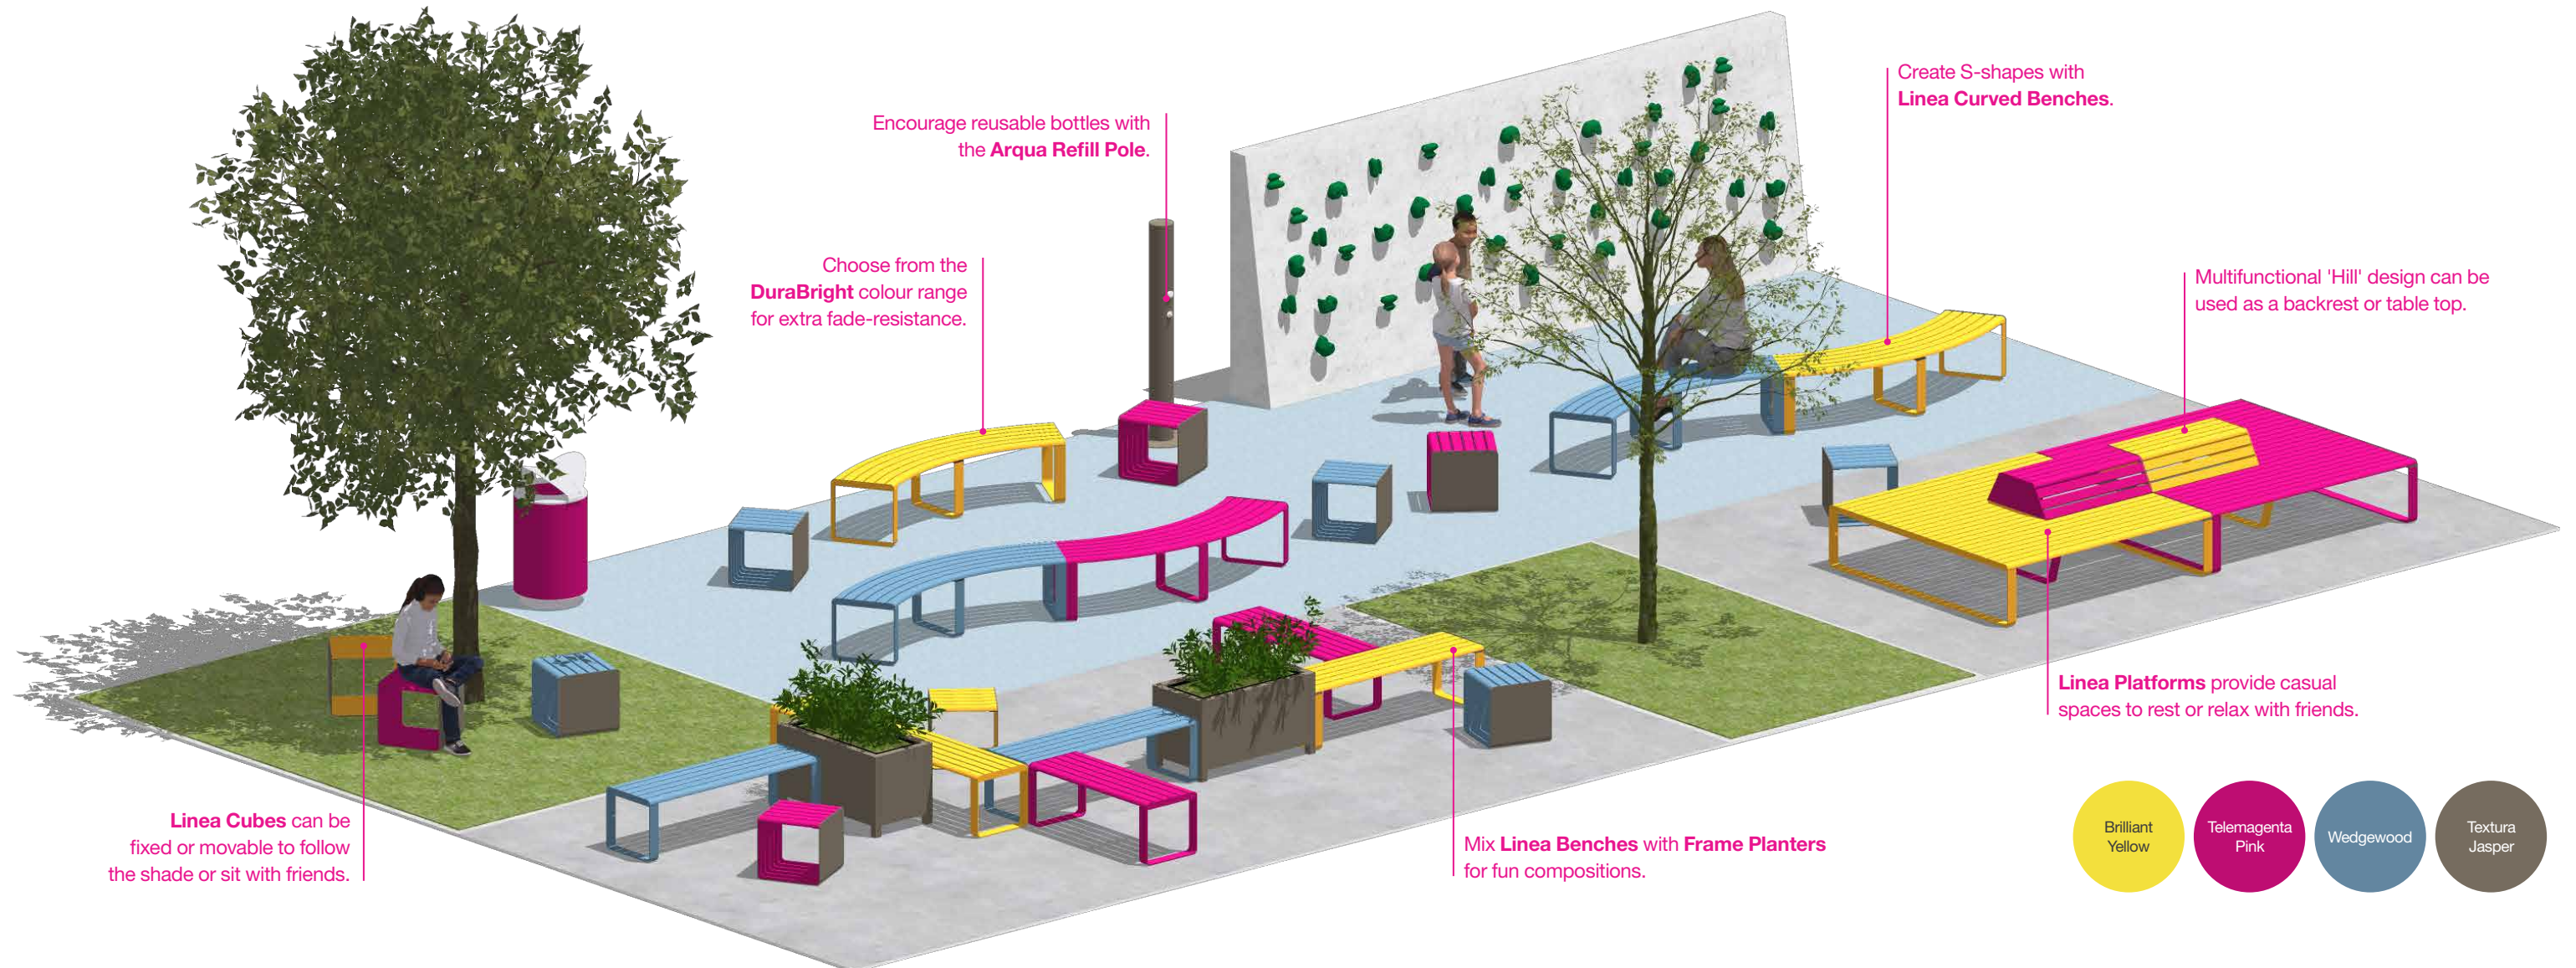 Create S-shapes with
Linea Curved Benches.
Encourage reusable bottles with
the Arqua Refill Pole.
Choose from the
DuraBright colour range
for extra fade-resistance.
Multifunctional 'Hill' design can be
used as a backrest or table top.
Linea Platforms provide casual
spaces to rest or relax with friends.
Linea Cubes can be
fixed or movable to follow
the shade or sit with friends.
Mix Linea Benches with Frame Planters
for fun compositions.
Brilliant
Yellow
Telemagenta
Pink
Wedgewood
Textura
Jasper